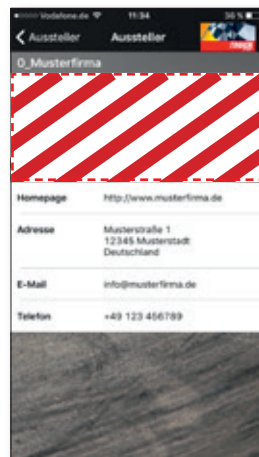 Vodafone.de 11:34 36 %
Aussteller Aussteller
0_Musterfirma
Homepage http://www.musterfirma.de
Adresse Musterstraße 1
12345 Musterstadt
Deutschland
E-Mail info@musterfirma.de
Telefon +49 123 456789